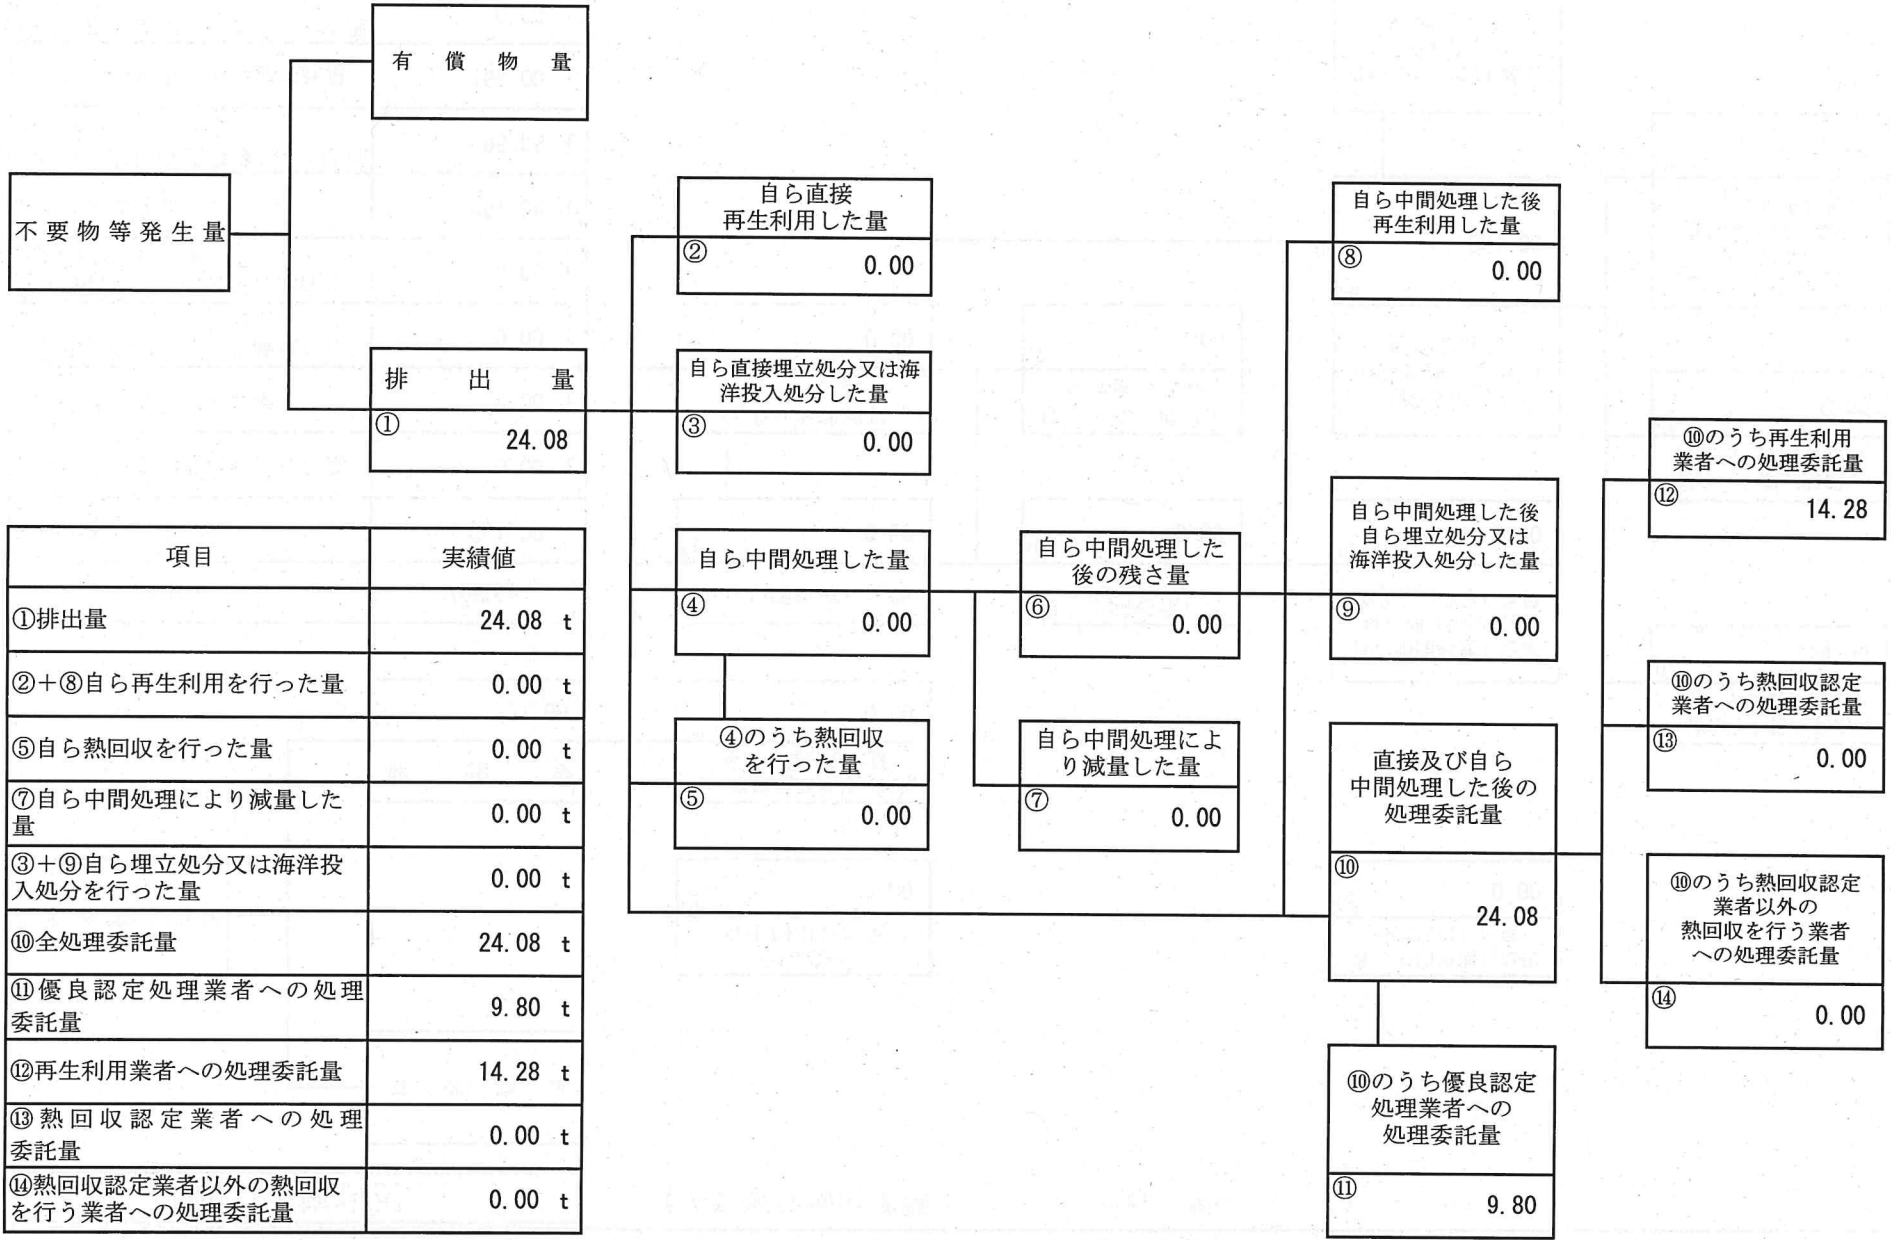 有償物量
不要物等発生量
排出量
①
24.08
自ら直接
再生利用した量
②
0.00
自ら直接埋立処分又は海
洋投入処分した量
③
0.00
自ら中間処理した量
④
0.00
④のうち熱回収
を行った量
⑤
0.00
自ら中間処理した
後の残さ量
⑥
0.00
自ら中間処理によ
り減量した量
⑦
0.00
自ら中間処理した後
再生利用した量
⑧
0.00
自ら中間処理した後
自ら埋立処分又は
海洋投入処分した量
⑨
0.00
直接及び自ら
中間処理した後の
処理委託量
⑩
24.08
⑩のうち優良認定
処理業者への
処理委託量
⑪
9.80
⑩のうち再生利用
業者への処理委託量
⑫
14.28
⑩のうち熱回収認定
業者への処理委託量
⑬
0.00
⑩のうち熱回収認定
業者以外の
熱回収を行う業者
への処理委託量
⑭
0.00
項目 実績値
①排出量 24.08 t
②＋⑧自ら再生利用を行った量 0.00 t
⑤自ら熱回収を行った量 0.00 t
⑦自ら中間処理により減量した
量 0.00 t
③＋⑨自ら埋立処分又は海洋投
入処分を行った量 0.00 t
⑩全処理委託量 24.08 t
⑪優良認定処理業者への処理
委託量 9.80 t
⑫再生利用業者への処理委託量 14.28 t
⑬熱回収認定業者への処理
委託量 0.00 t
⑭熱回収認定業者以外の熱回収
を行う業者への処理委託量 0.00 t